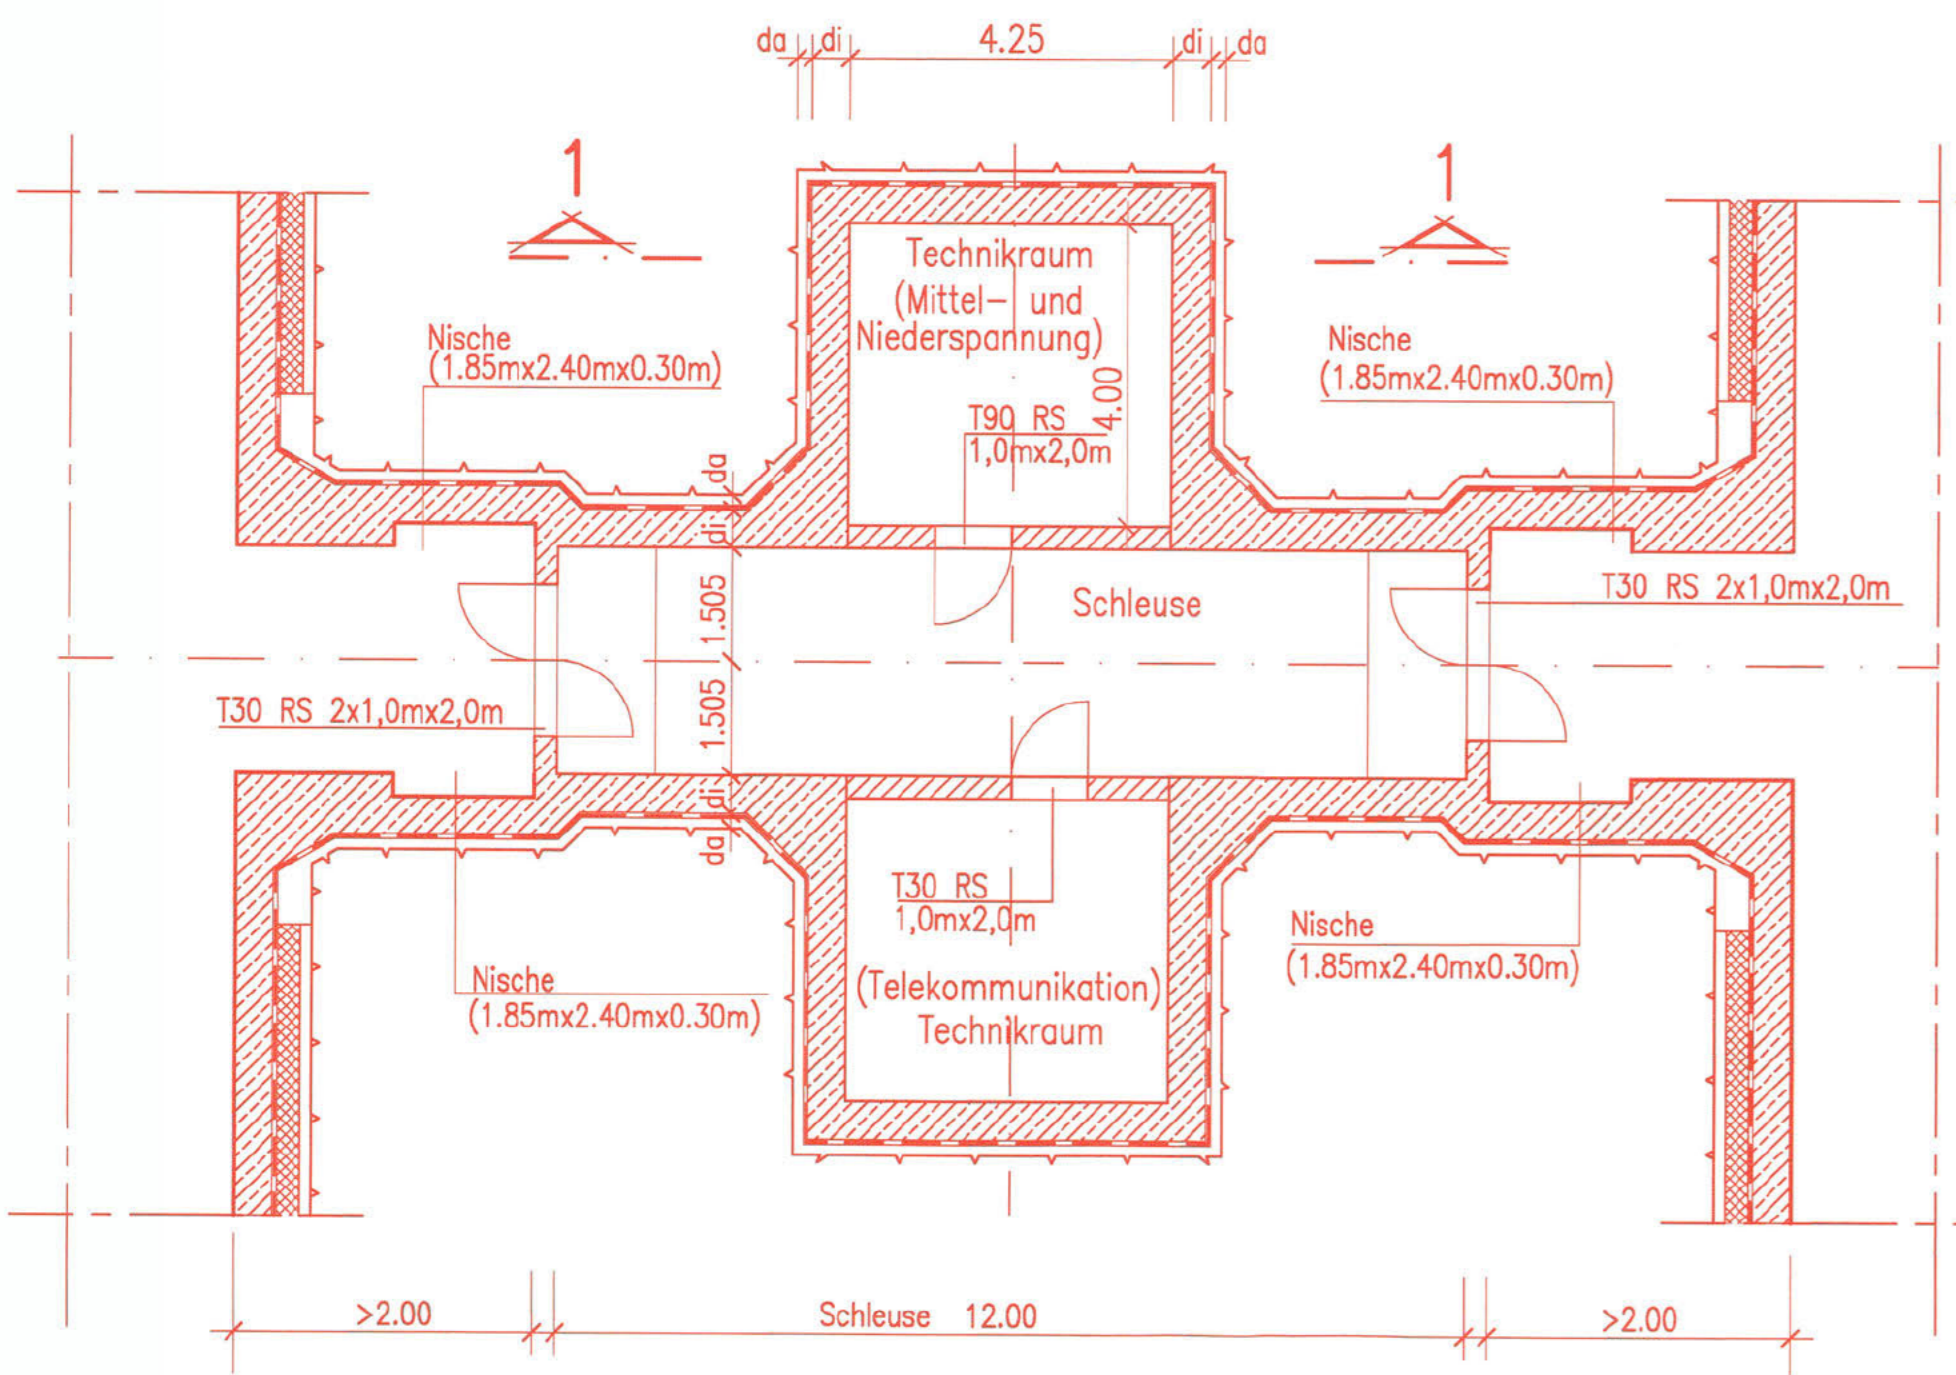 da di 4.25 di da
1 1
Technikraum
(Mittel- und
Niederspannung)
Nische
(1.85mx2.40mx0.30m)
Nische
(1.85mx2.40mx0.30m)
4.00
T90 RS
1,0mx2,0m
da
di
1.505
Schleuse
T30 RS 2x1,0mx2,0m
T30 RS 2x1,0mx2,0m
1.505
di
da
T30 RS
1,0mx2,0m
Nische
(1.85mx2.40mx0.30m)
Nische
(1.85mx2.40mx0.30m)
(Telekommunikation)
Technikraum
>2.00 Schleuse 12.00 >2.00